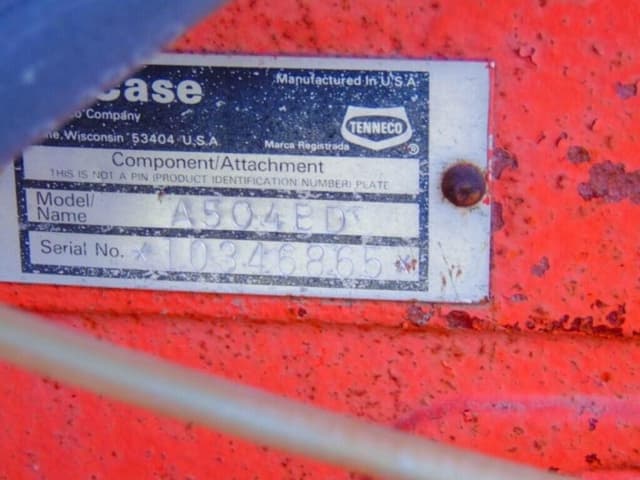 Case
Manufactured in U.S.A.
Company
Wisconsin 53404 U.S.A
TENNECO
®
Marca Registrada
Component/Attachment
THIS IS NOT A PIN (PRODUCT IDENTIFICATION NUMBER) PLATE
Model/
Name A504BD
Serial No. *10346865*